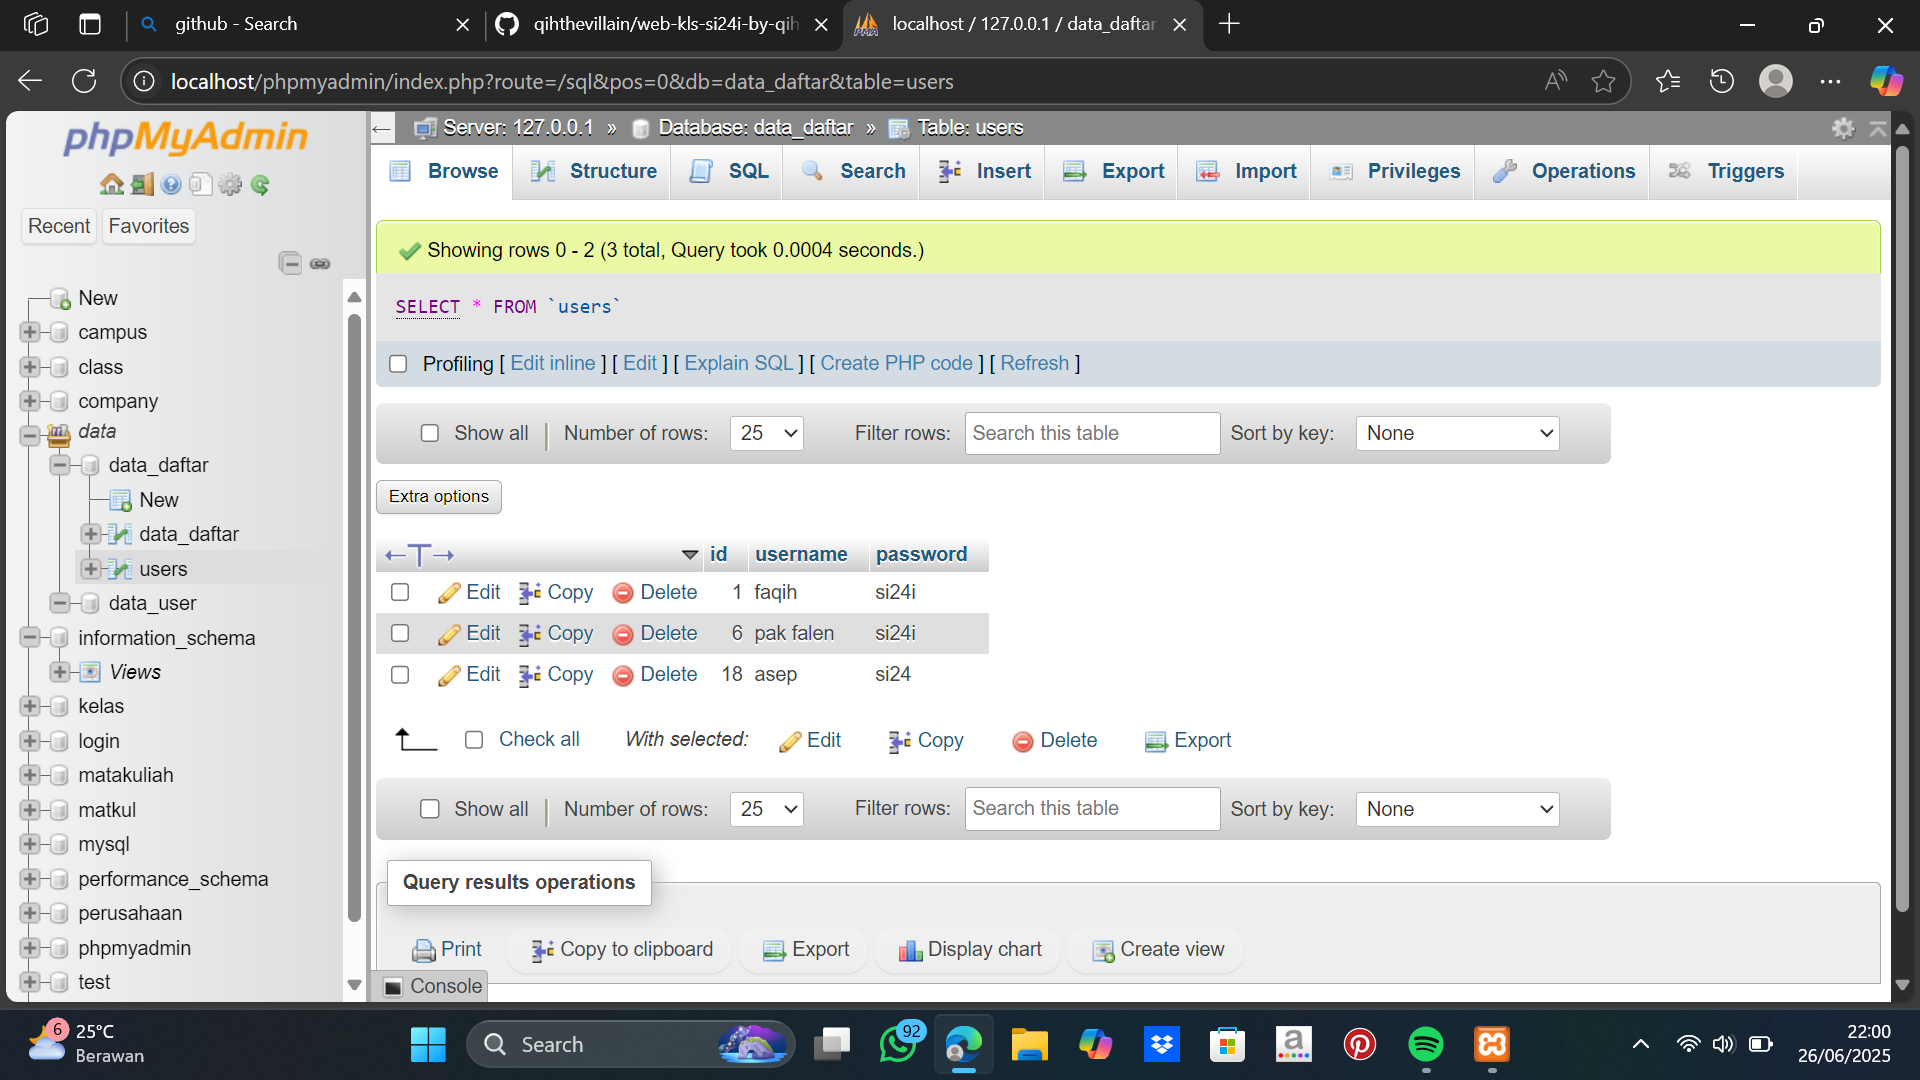 github - Search
qihthevillain/web-kls-si24i-by-qih
localhost / 127.0.0.1 / data_daftar
localhost/phpmyadmin/index.php?route=/sql&pos=0&db=data_daftar&table=users
phpMyAdmin
Recent
Favorites
New
campus
class
company
data
data_daftar
New
data_daftar
users
data_user
information_schema
Views
kelas
login
matakuliah
matkul
mysql
performance_schema
perusahaan
phpmyadmin
test
Server: 127.0.0.1 » Database: data_daftar » Table: users
Browse Structure SQL Search Insert Export Import Privileges Operations Triggers
Showing rows 0 - 2 (3 total, Query took 0.0004 seconds.)
SELECT * FROM `users`
Profiling [ Edit inline ] [ Edit ] [ Explain SQL ] [ Create PHP code ] [ Refresh ]
Show all | Number of rows: 25 Filter rows: Search this table Sort by key: None
Extra options
id username password
Edit Copy Delete 1 faqih si24i
Edit Copy Delete 6 pak falen si24i
Edit Copy Delete 18 asep si24
Check all With selected: Edit Copy Delete Export
Show all | Number of rows: 25 Filter rows: Search this table Sort by key: None
Query results operations
Print Copy to clipboard Export Display chart Create view
Console
6
25°C
Berawan
Search
92
22:00
26/06/2025